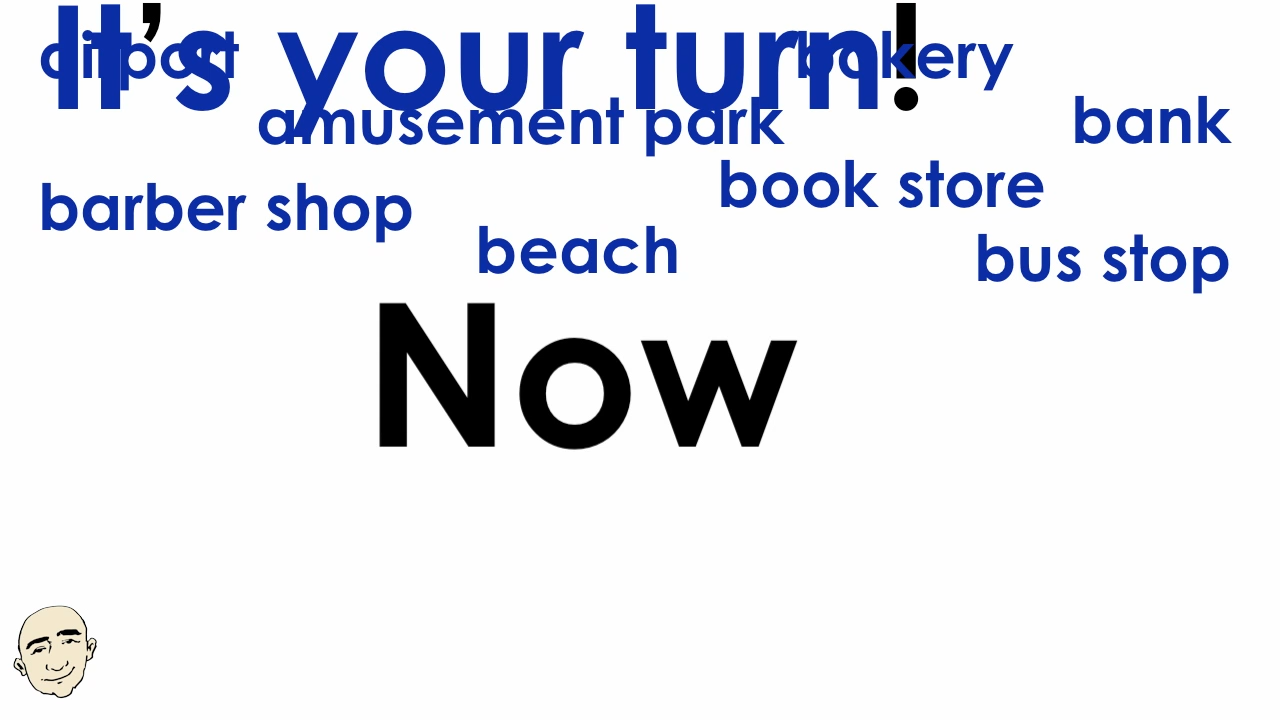 It's your turn!
airport
bakery
amusement park
bank
book store
barber shop
beach
bus stop
Now